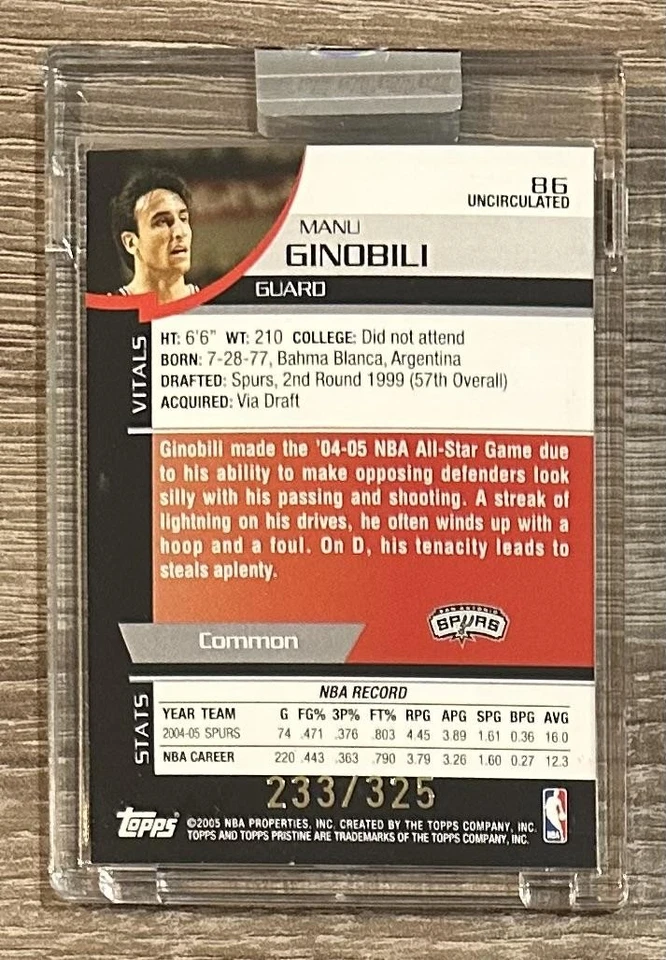 86
UNCIRCULATED
MANU
GINOBILI
GUARD
VITALS
HT: 6'6" WT: 210 COLLEGE: Did not attend
BORN: 7-28-77, Bahma Blanca, Argentina
DRAFTED: Spurs, 2nd Round 1999 (57th Overall)
ACQUIRED: Via Draft
Ginobili made the '04-05 NBA All-Star Game due
to his ability to make opposing defenders look
silly with his passing and shooting. A streak of
lightning on his drives, he often winds up with a
hoop and a foul. On D, his tenacity leads to
steals aplenty.
SAN ANTONIO
SPURS
Common
STATS
NBA RECORD
YEAR TEAM G FG% 3P% FT% RPG APG SPG BPG AVG
2004-05 SPURS 74 .471 .376 .803 4.45 3.89 1.61 0.36 16.0
NBA CAREER 220 .443 .363 .790 3.79 3.26 1.60 0.27 12.3
233/325
Topps
©2005 NBA PROPERTIES, INC. CREATED BY THE TOPPS COMPANY, INC.
TOPPS AND TOPPS PRISTINE ARE TRADEMARKS OF THE TOPPS COMPANY, INC.
NBA